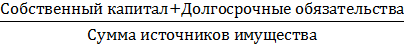 Собственный капитал+Долгосрочные обязательства
Сумма источников имущества